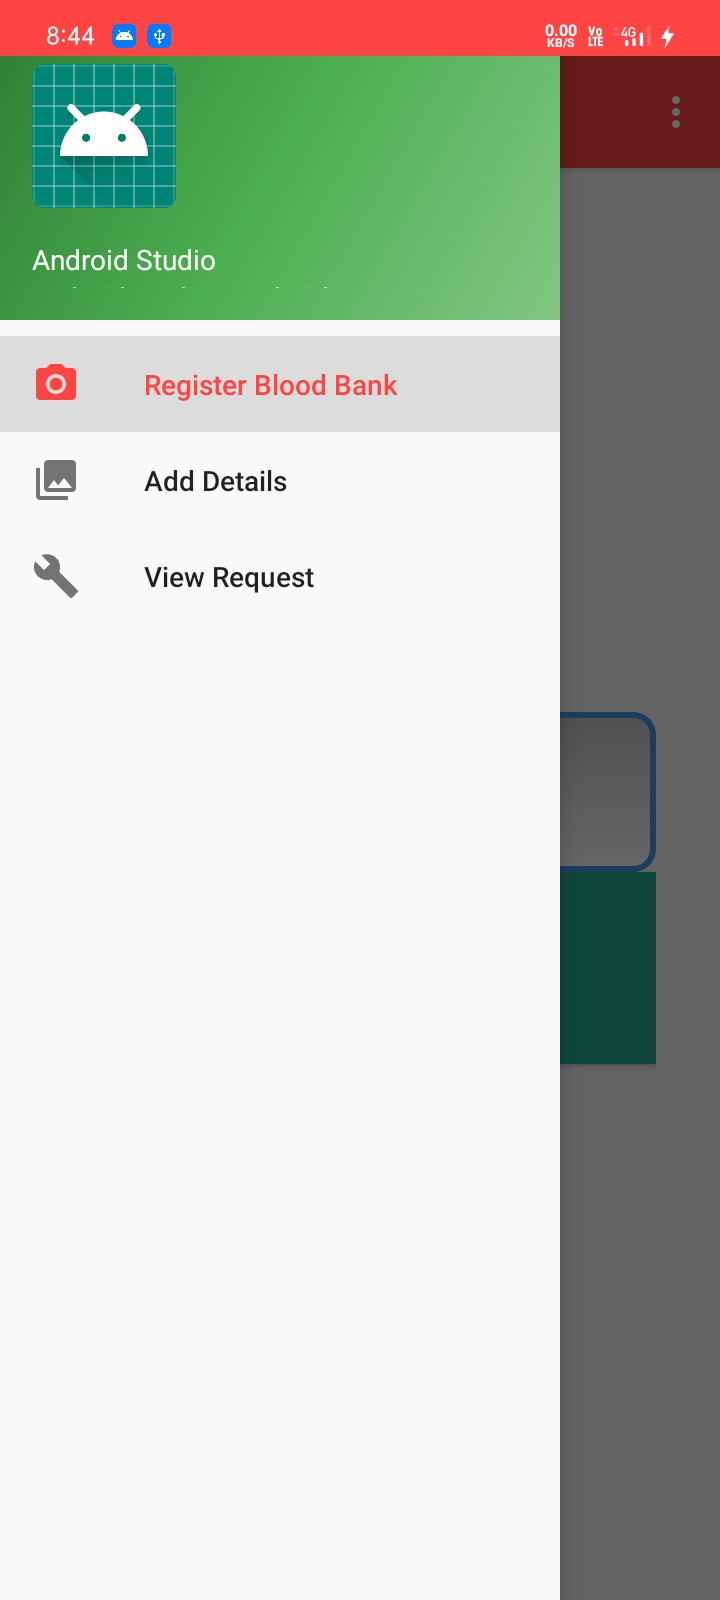 8:44
0.00
KB/S
Vo
LTE
4G
Android Studio
Register Blood Bank
Add Details
View Request